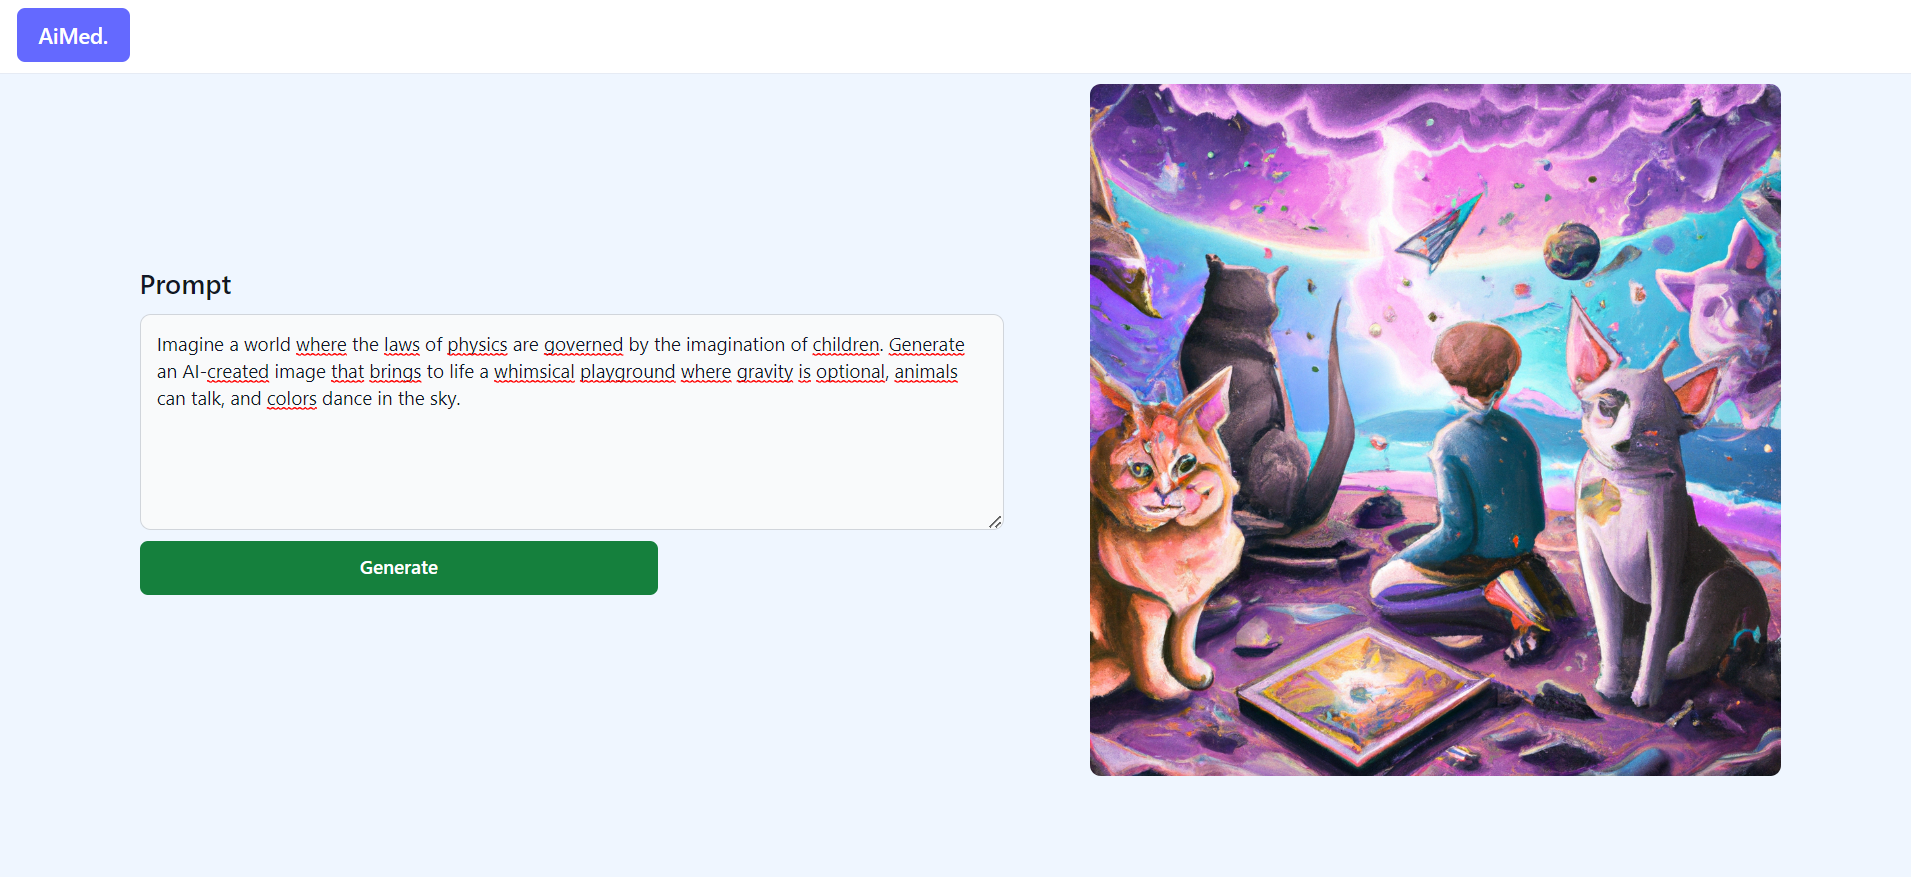 AiMed.
Prompt
Imagine a world where the laws of physics are governed by the imagination of children. Generate
an AI-created image that brings to life a whimsical playground where gravity is optional, animals
can talk, and colors dance in the sky.
Generate